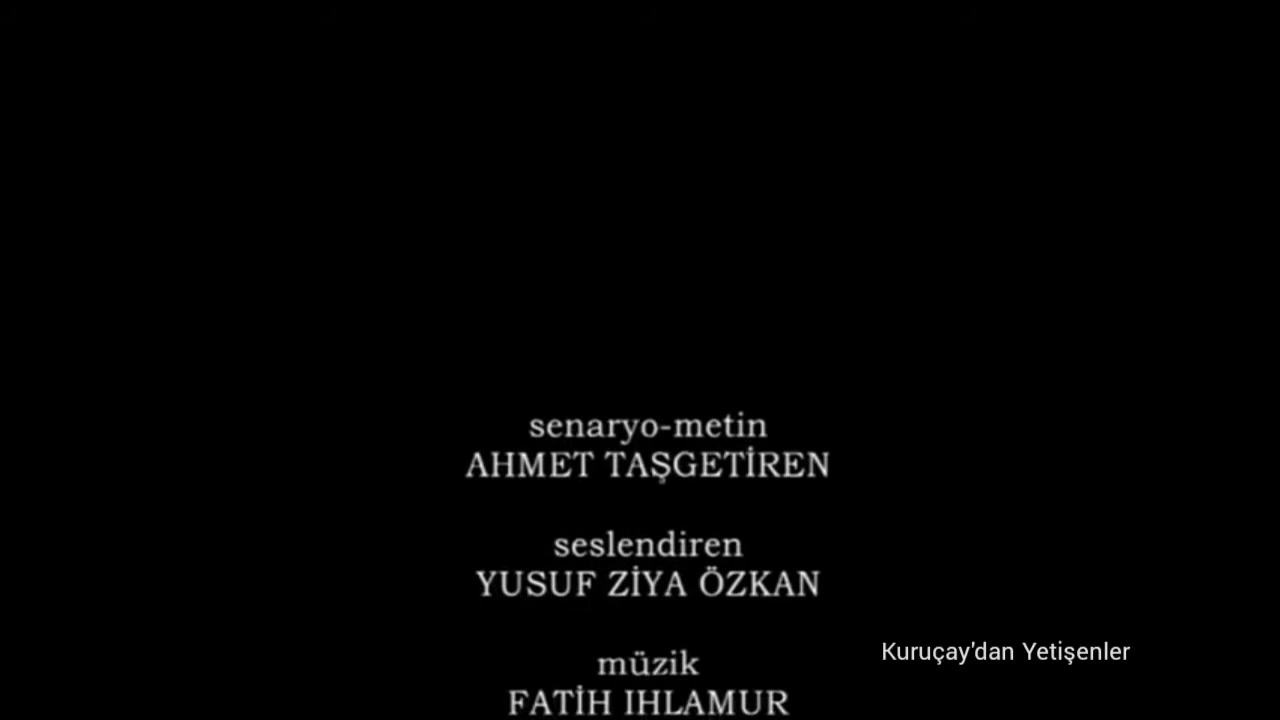 senaryo-metin
AHMET TAŞGETİREN
seslendiren
YUSUF ZİYA ÖZKAN
Kuruçay'dan Yetişenler
müzik
FATİH IHLAMUR